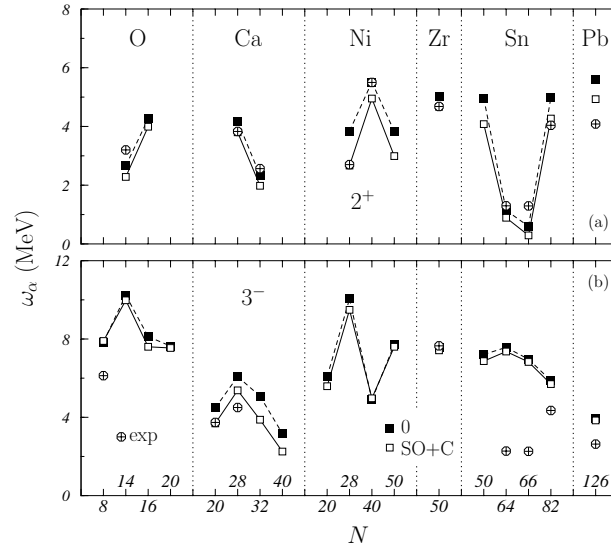 O Ca Ni Zr Sn Pb
8
6
4
2
0
2⁺
(a)
ω_α (MeV)
12
8
4
0
3⁻
(b)
⊕ exp
■ 0
□ SO+C
14 20 28 40 28 50 50 66 126
8 16 20 32 20 40 50 64 82
N